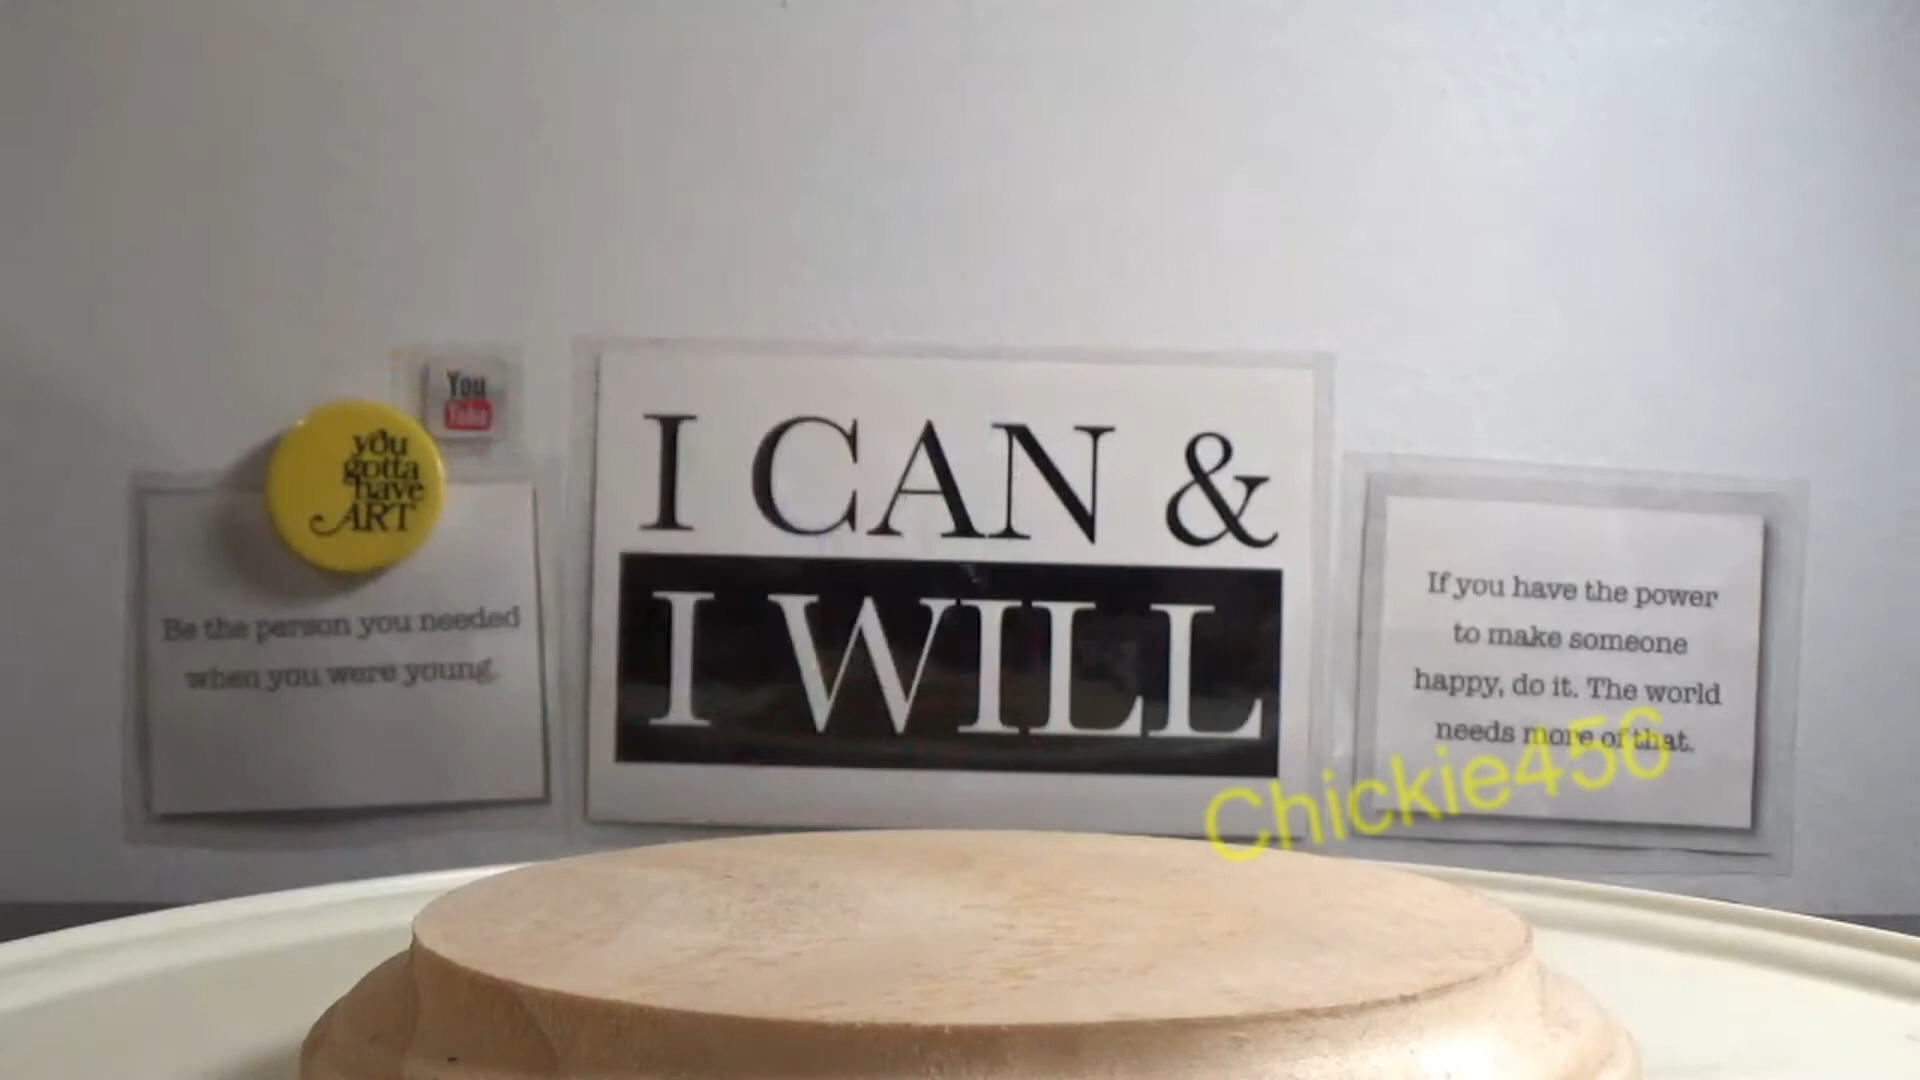 You
Tube
you
gotta
have
ART
Be the person you needed
when you were young.
I CAN &
I WILL
If you have the power
to make someone
happy, do it. The world
needs more of that.
Chickie456